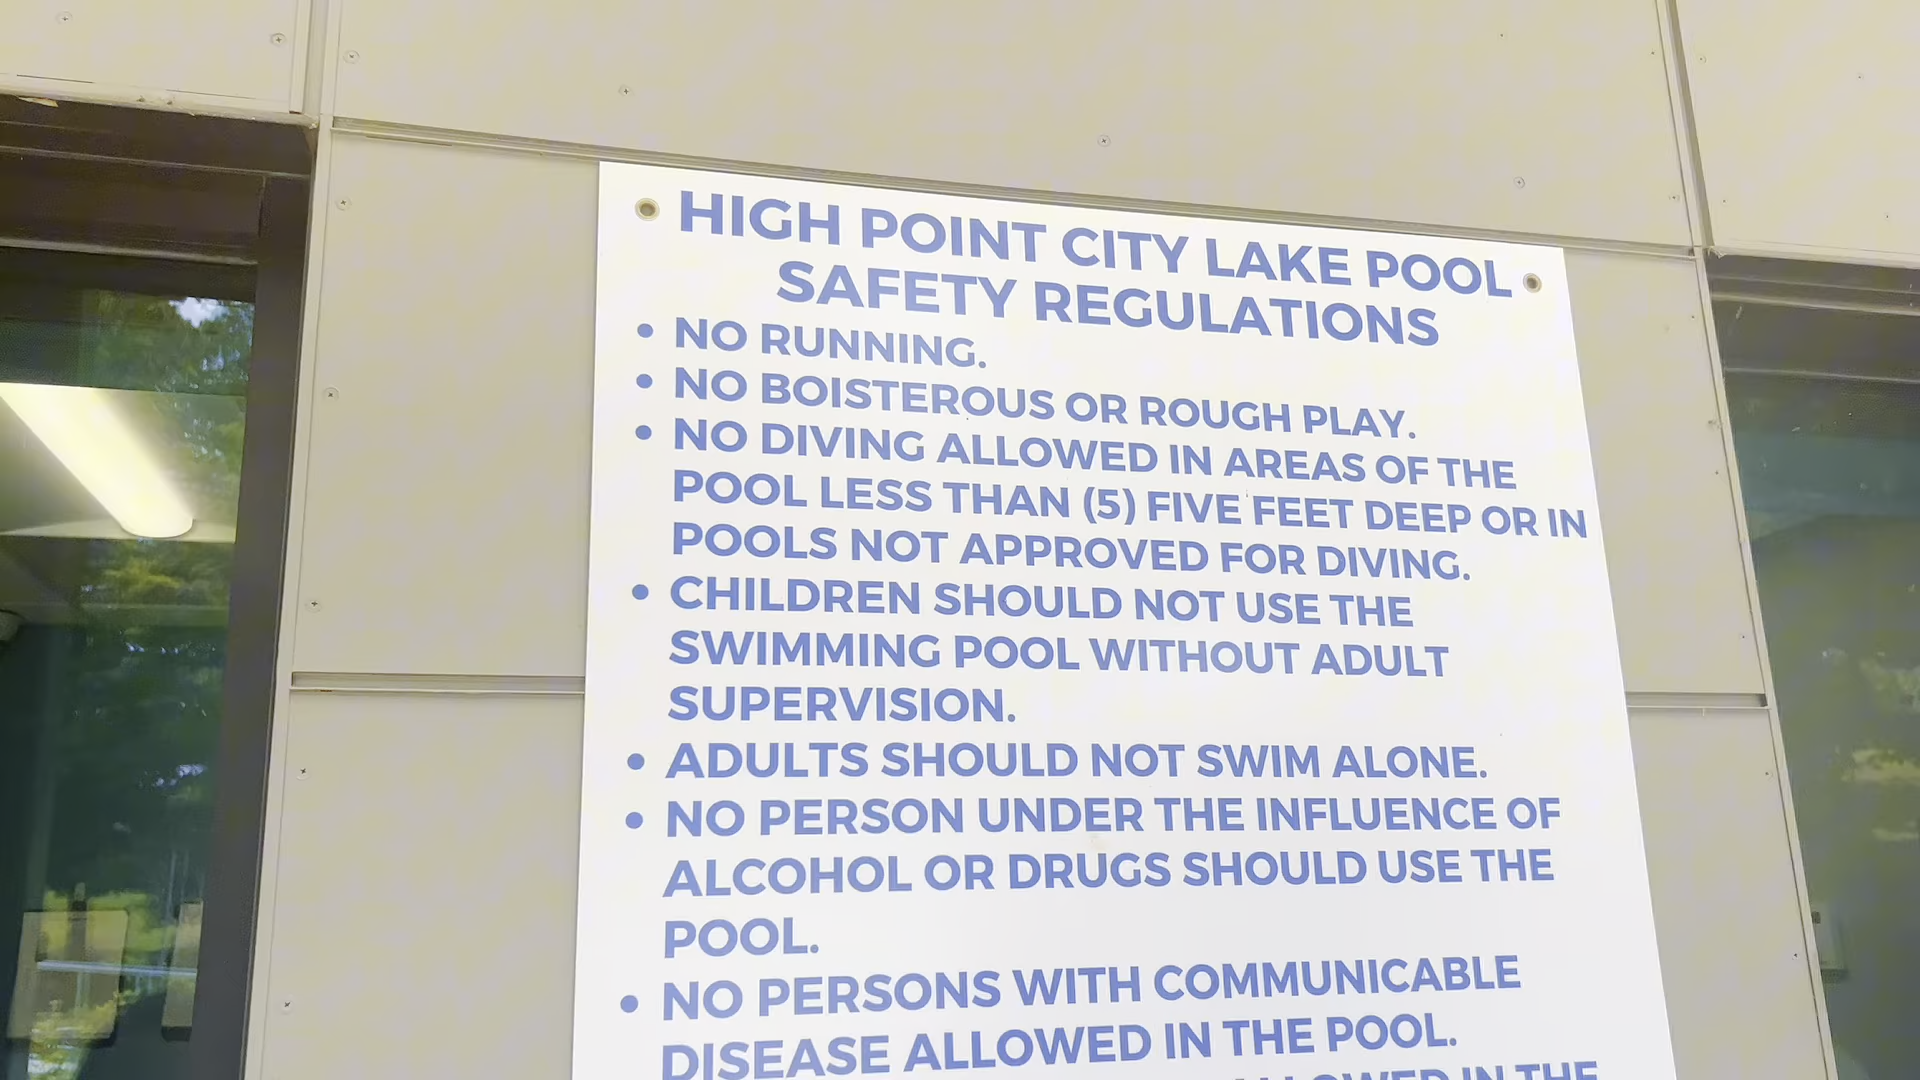 HIGH POINT CITY LAKE POOL
SAFETY REGULATIONS
• NO RUNNING.
• NO BOISTEROUS OR ROUGH PLAY.
• NO DIVING ALLOWED IN AREAS OF THE
POOL LESS THAN (5) FIVE FEET DEEP OR IN
POOLS NOT APPROVED FOR DIVING.
• CHILDREN SHOULD NOT USE THE
SWIMMING POOL WITHOUT ADULT
SUPERVISION.
• ADULTS SHOULD NOT SWIM ALONE.
• NO PERSON UNDER THE INFLUENCE OF
ALCOHOL OR DRUGS SHOULD USE THE
POOL.
• NO PERSONS WITH COMMUNICABLE
DISEASE ALLOWED IN THE POOL.
ALLOWED IN THE